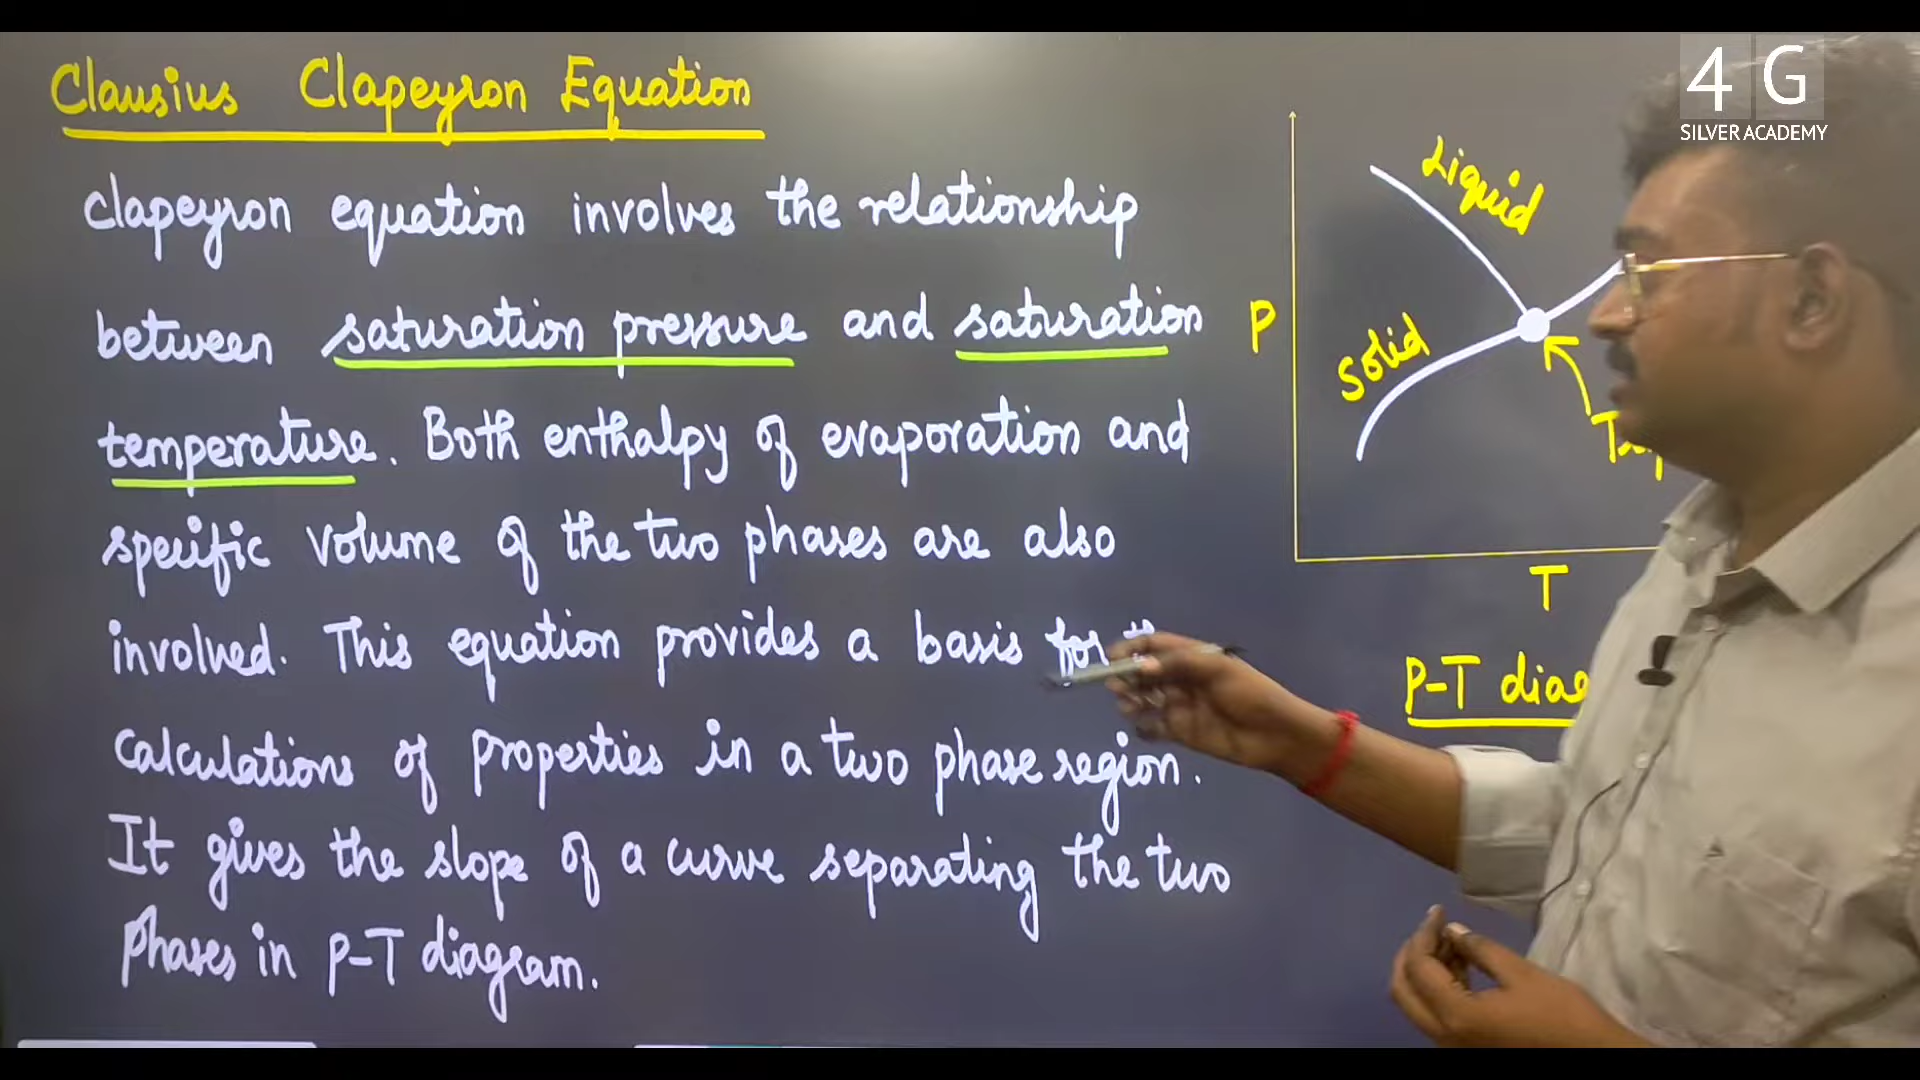 Clausius Clapeyron Equation
Clapeyron equation involves the relationship
between saturation pressure and saturation
temperature. Both enthalpy of evaporation and
specific volume of the two phases are also
involved. This equation provides a basis for
calculations of properties in a two phase region.
It gives the slope of a curve separating the two
phases in P-T diagram.
4G
SILVER ACADEMY
Liquid
Solid
P
T
P-T